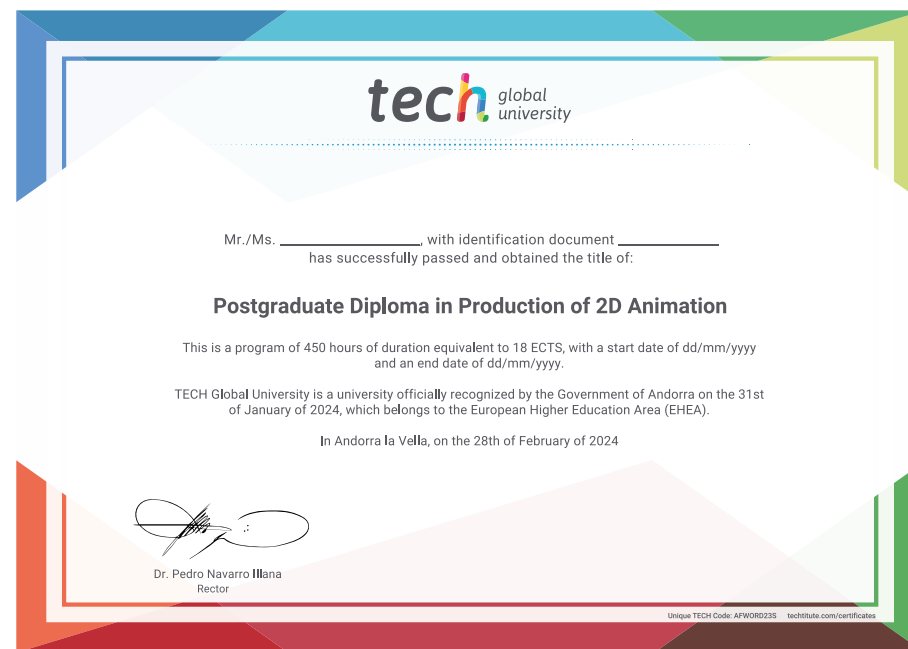 tech global
university
Mr./Ms. ____________________, with identification document ______________
has successfully passed and obtained the title of:
Postgraduate Diploma in Production of 2D Animation
This is a program of 450 hours of duration equivalent to 18 ECTS, with a start date of dd/mm/yyyy
and an end date of dd/mm/yyyy.
TECH Global University is a university officially recognized by the Government of Andorra on the 31st
of January of 2024, which belongs to the European Higher Education Area (EHEA).
In Andorra la Vella, on the 28th of February of 2024
Dr. Pedro Navarro Illana
Rector
Unique TECH Code: AFWORD23S techtitute.com/certificates